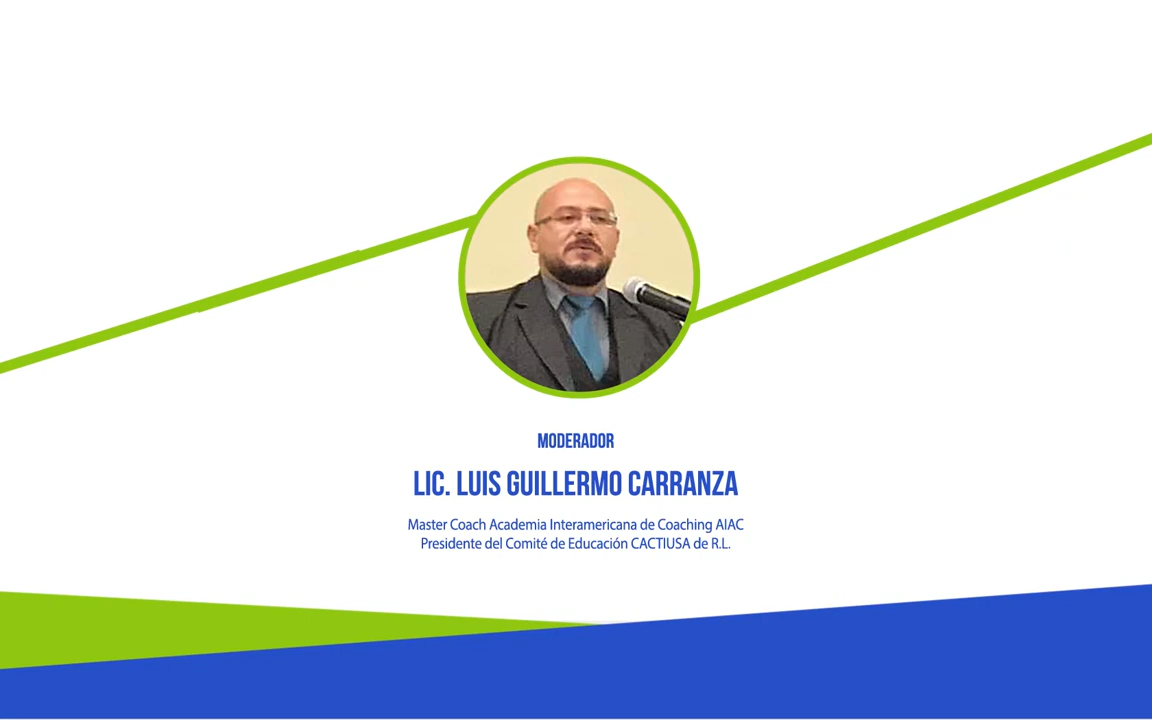 MODERADOR
LIC. LUIS GUILLERMO CARRANZA
Master Coach Academia Interamericana de Coaching AIAC
Presidente del Comité de Educación CACTIUSA de R.L.